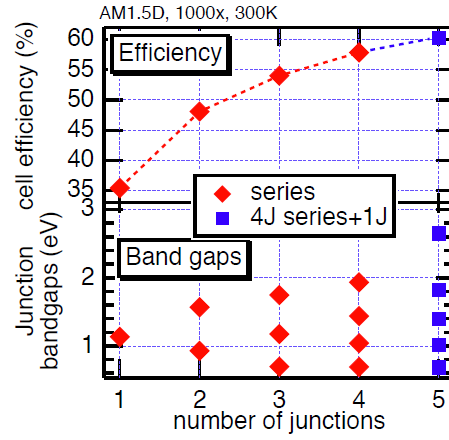 AM1.5D, 1000x, 300K
cell efficiency (%)
60
55
50
45
40
35
Efficiency
series
4J series+1J
Junction
bandgaps (eV)
3
2
1
Band gaps
1 2 3 4 5
number of junctions